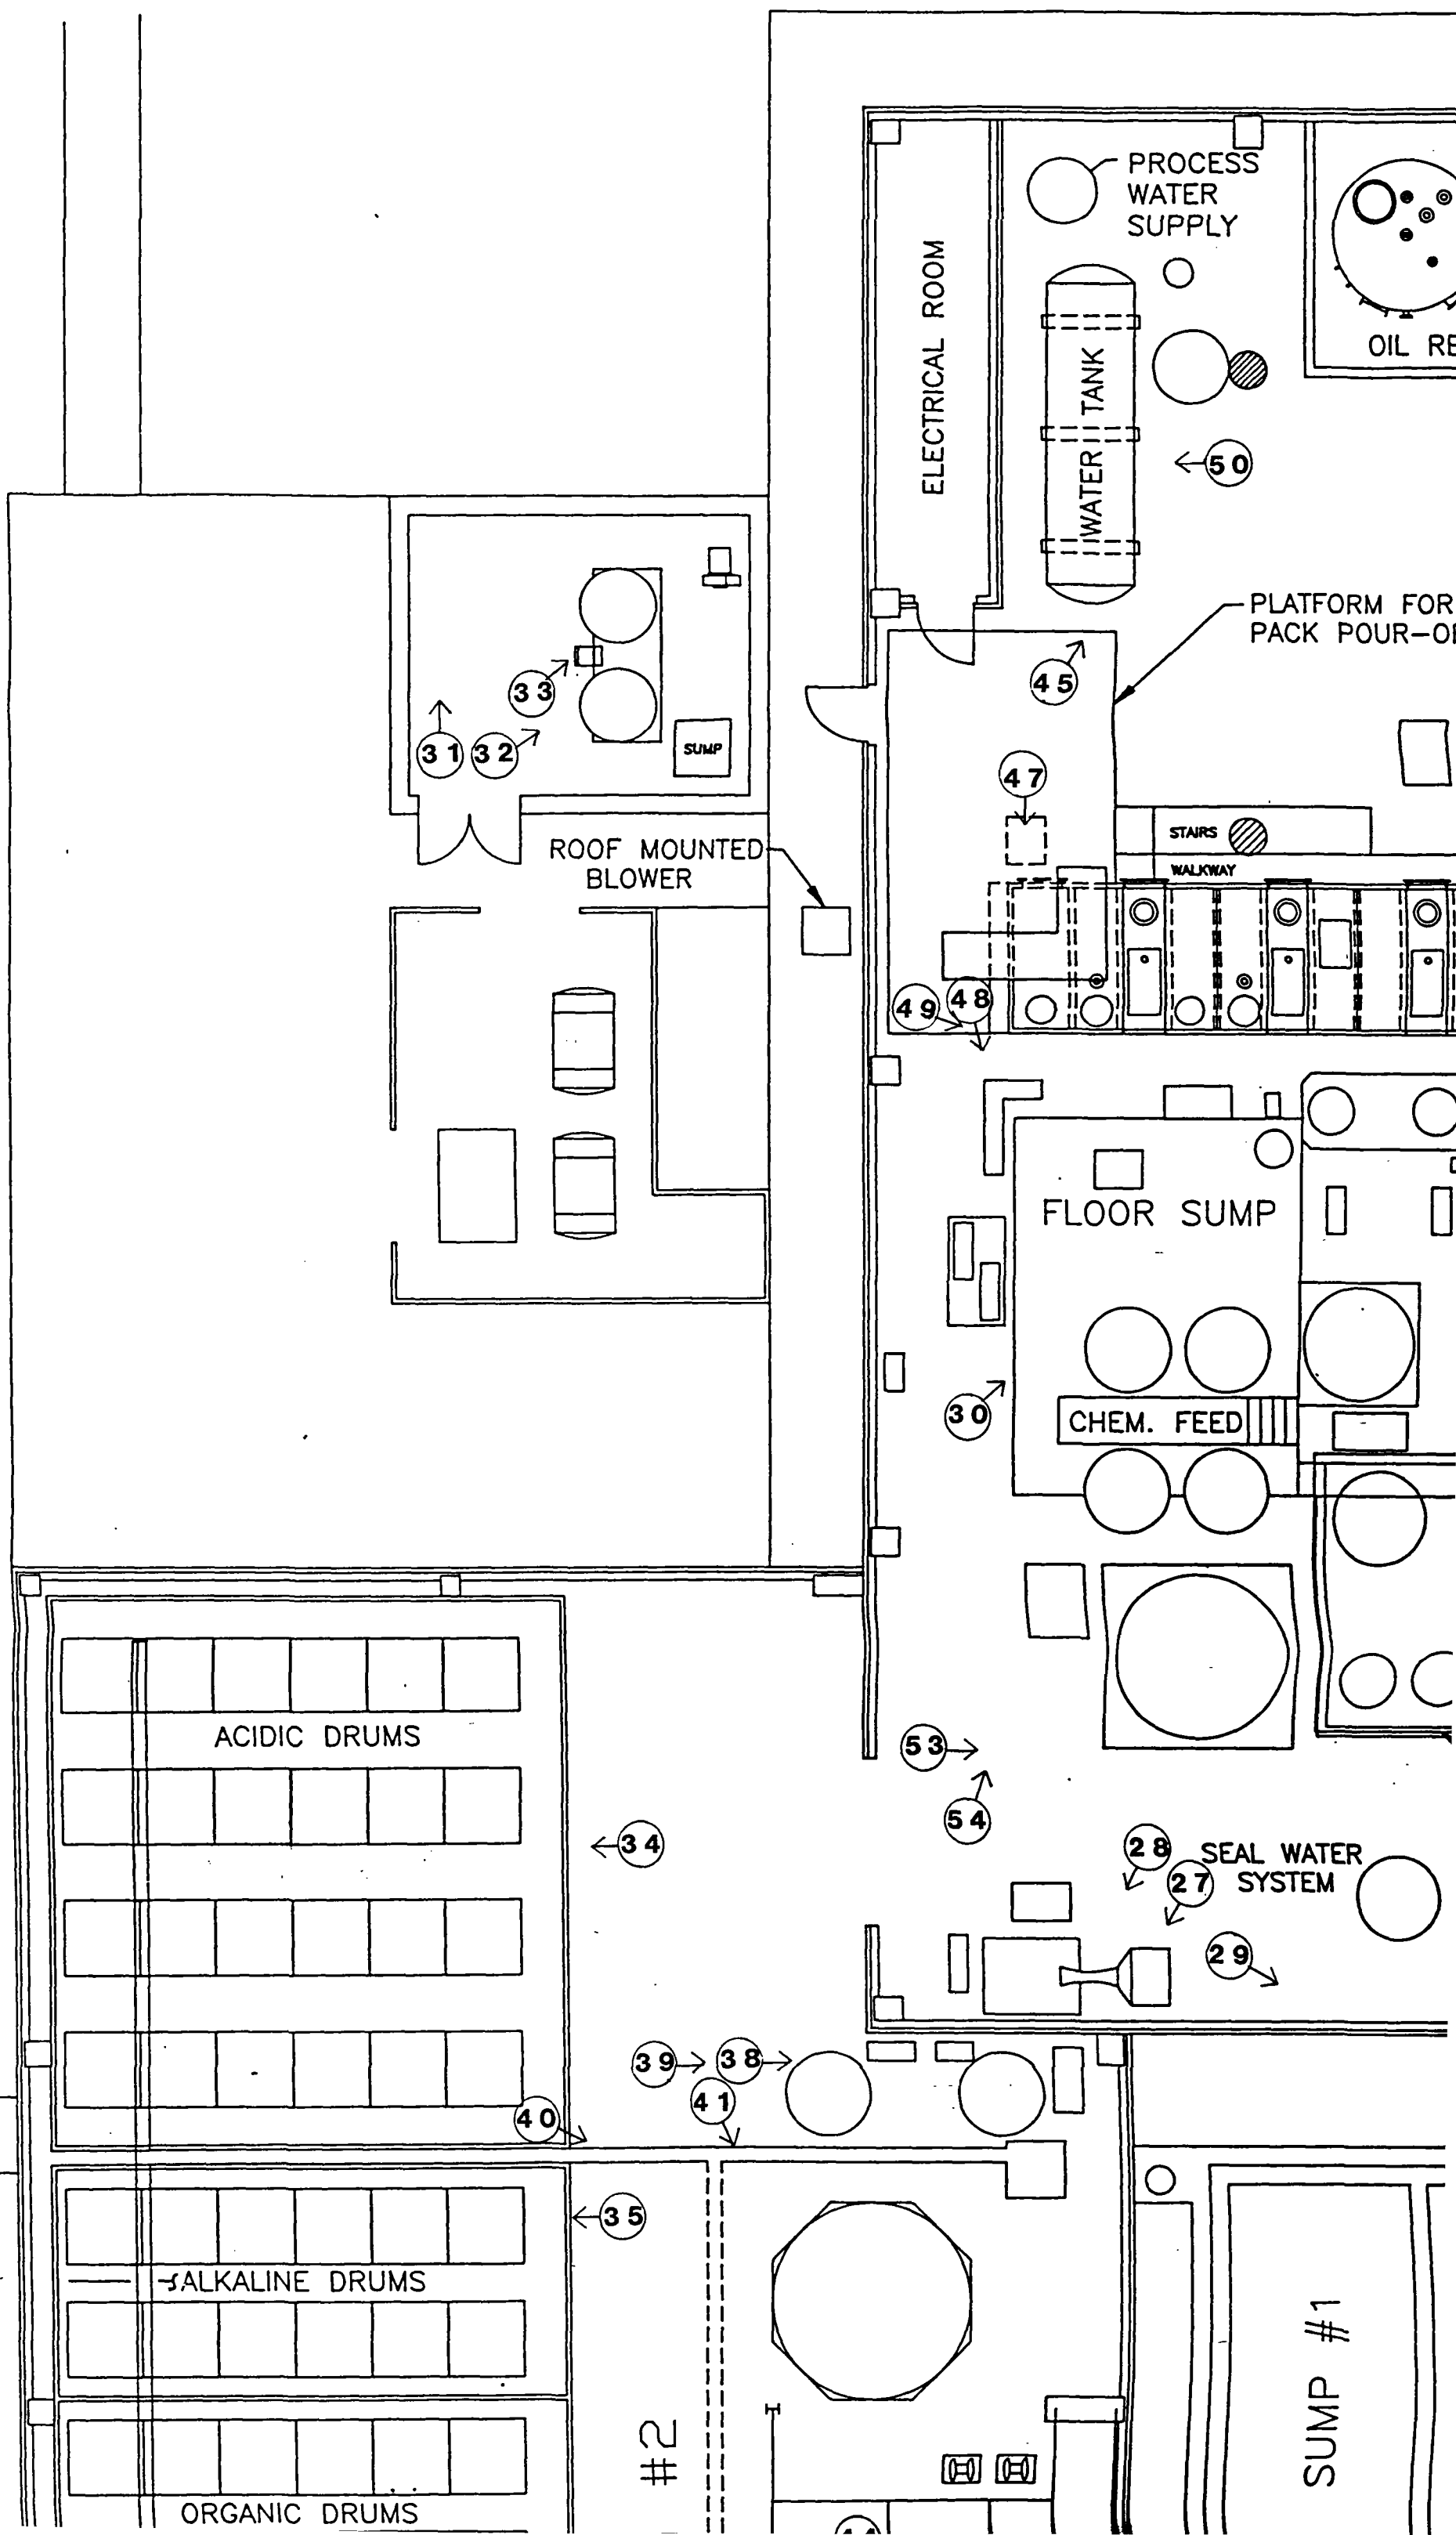 PROCESS
WATER
SUPPLY
ELECTRICAL ROOM
WATER TANK
OIL RE
50
PLATFORM FOR
PACK POUR-O
45
33
31
32
SUMP
47
STAIRS
WALKWAY
ROOF MOUNTED
BLOWER
49
48
FLOOR SUMP
30
CHEM. FEED
ACIDIC DRUMS
53
54
34
28
SEAL WATER
SYSTEM
27
29
39
38
41
40
35
ALKALINE DRUMS
SUMP #1
#2
ORGANIC DRUMS